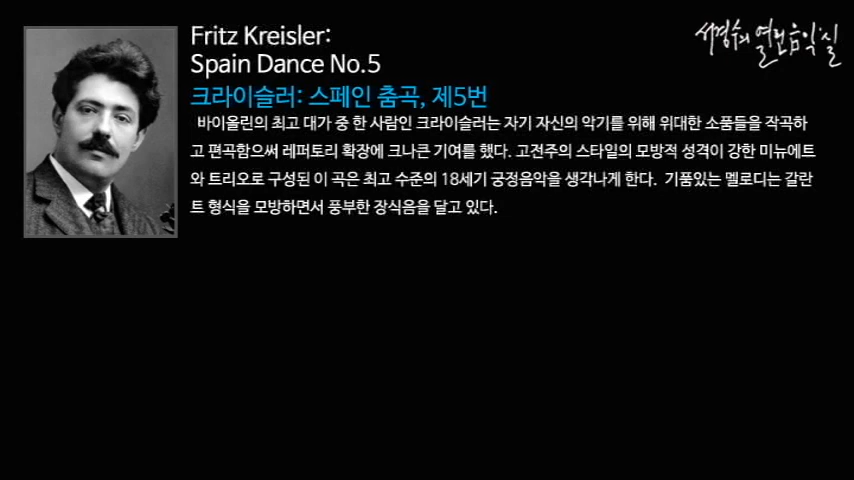 Fritz Kreisler:
서경수의 열린음악실
Spain Dance No.5
크라이슬러: 스페인 춤곡, 제5번
바이올린의 최고 대가 중 한 사람인 크라이슬러는 자기 자신의 악기를 위해 위대한 소품들을 작곡하
고 편곡함으써 레퍼토리 확장에 크나큰 기여를 했다. 고전주의 스타일의 모방적 성격이 강한 미뉴에트
와 트리오로 구성된 이 곡은 최고 수준의 18세기 궁정음악을 생각나게 한다. 기품있는 멜로디는 갈란
트 형식을 모방하면서 풍부한 장식음을 달고 있다.